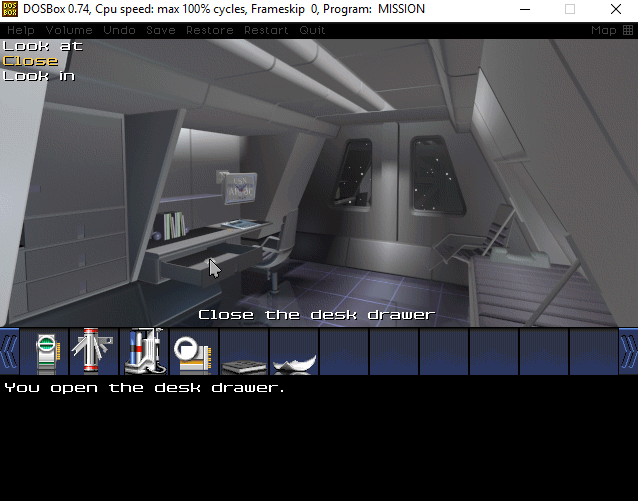 DOSBox 0.74, Cpu speed: max 100% cycles, Frameskip 0, Program: MISSION
Help Volume Undo Save Restore Restart Quit Map
Look at
Close
Look in
Close the desk drawer
You open the desk drawer.